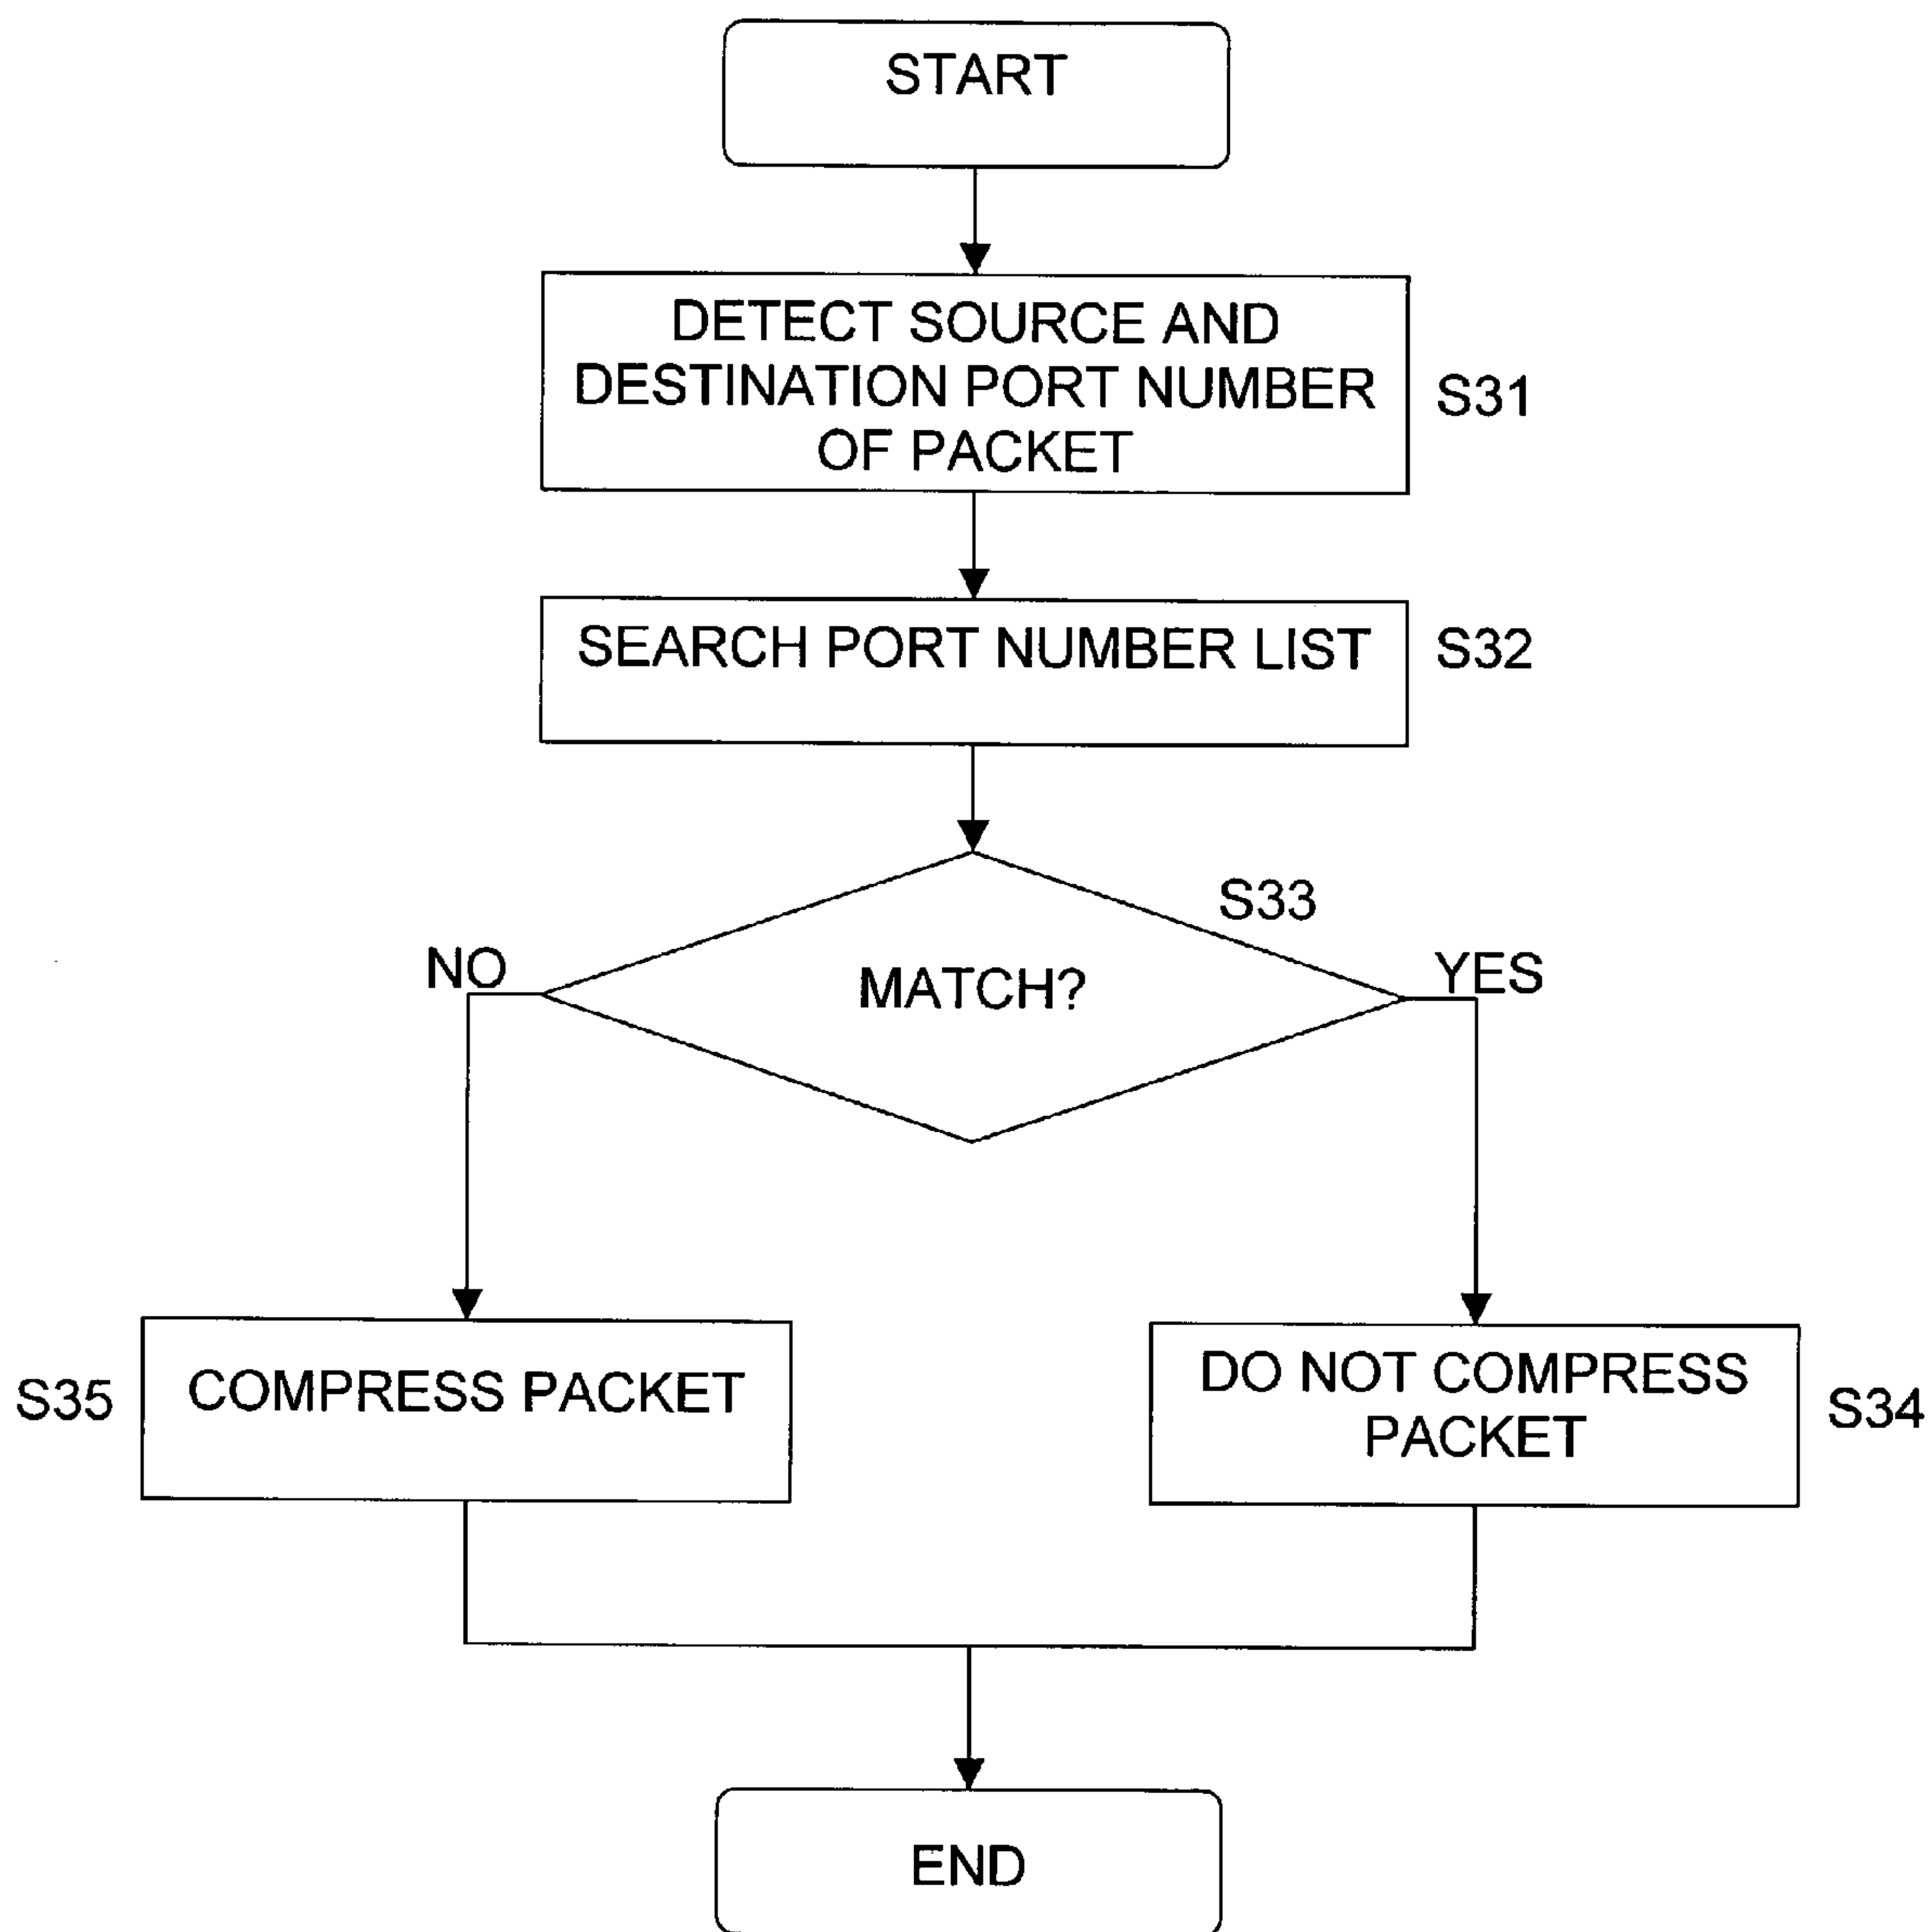 START
DETECT SOURCE AND
DESTINATION PORT NUMBER
OF PACKET
S31
SEARCH PORT NUMBER LIST
S32
S33
NO
MATCH?
YES
S35
COMPRESS PACKET
DO NOT COMPRESS
PACKET
S34
END